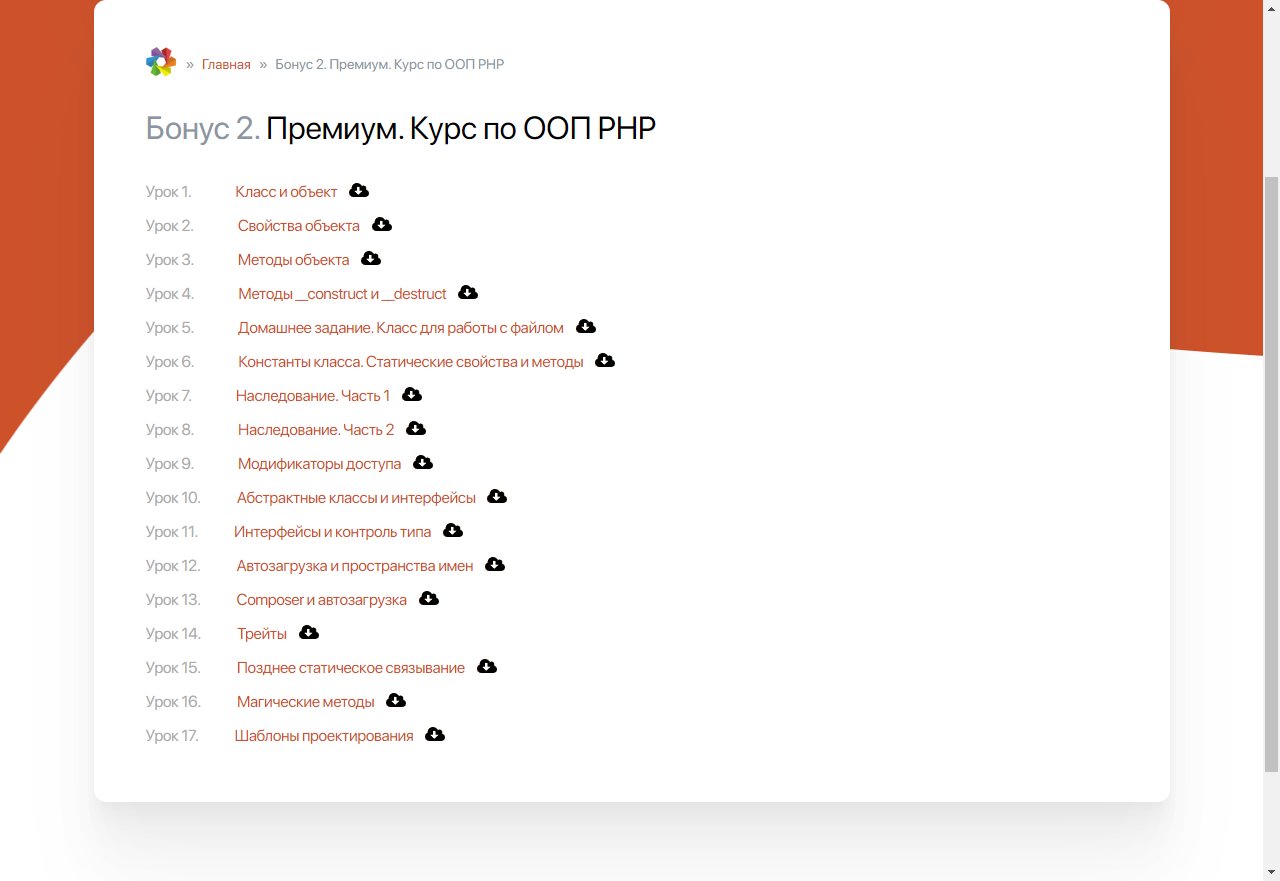 » Главная » Бонус 2. Премиум. Курс по ООП PHP
Бонус 2. Премиум. Курс по ООП PHP
Урок 1. Класс и объект
Урок 2. Свойства объекта
Урок 3. Методы объекта
Урок 4. Методы __construct и __destruct
Урок 5. Домашнее задание. Класс для работы с файлом
Урок 6. Константы класса. Статические свойства и методы
Урок 7. Наследование. Часть 1
Урок 8. Наследование. Часть 2
Урок 9. Модификаторы доступа
Урок 10. Абстрактные классы и интерфейсы
Урок 11. Интерфейсы и контроль типа
Урок 12. Автозагрузка и пространства имен
Урок 13. Composer и автозагрузка
Урок 14. Трейты
Урок 15. Позднее статическое связывание
Урок 16. Магические методы
Урок 17. Шаблоны проектирования